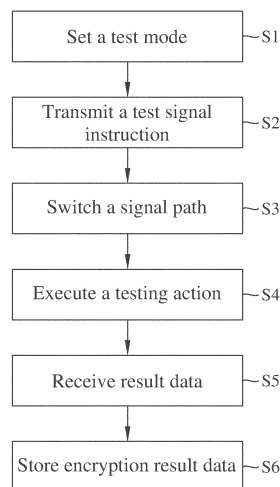 Set a test mode
S1
Transmit a test signal
instruction
S2
Switch a signal path
S3
Execute a testing action
S4
Receive result data
S5
Store encryption result data
S6